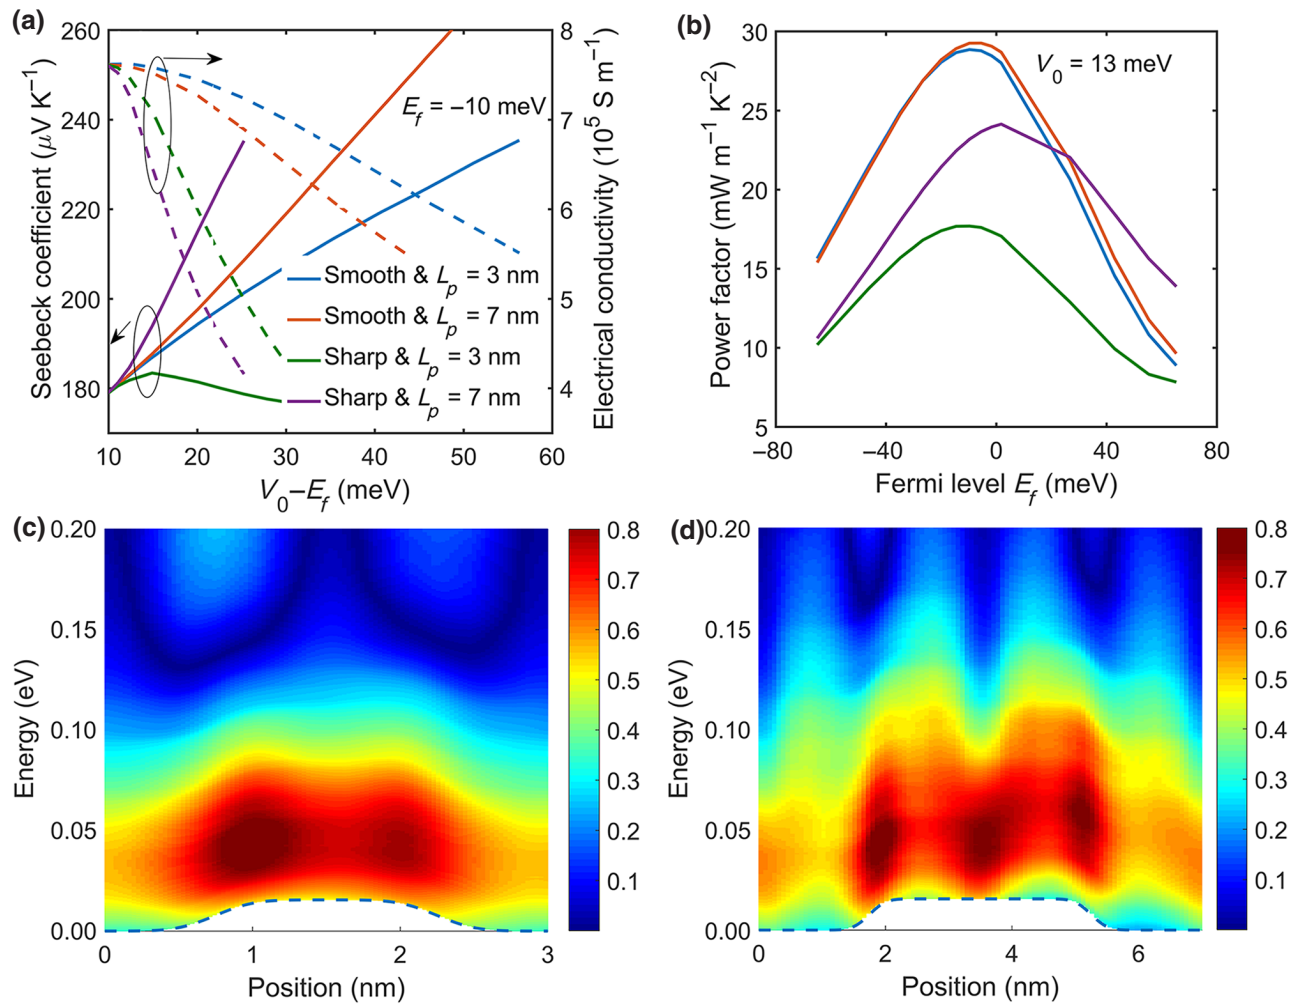 (a)
Seebeck coefficient (μV K⁻¹)
260
240
220
200
180
10 20 30 40 50 60
V₀−E_f (meV)
8
7
6
5
4
Electrical conductivity (10⁵ S m⁻¹)
E_f = −10 meV
Smooth & L_p = 3 nm
Smooth & L_p = 7 nm
Sharp & L_p = 3 nm
Sharp & L_p = 7 nm
(b)
Power factor (mW m⁻¹ K⁻²)
30
25
20
15
10
5
−80 −40 0 40 80
Fermi level E_f (meV)
V₀ = 13 meV
(c)
Energy (eV)
0.20
0.15
0.10
0.05
0.00
0 1 2 3
Position (nm)
0.8
0.7
0.6
0.5
0.4
0.3
0.2
0.1
(d)
Energy (eV)
0.20
0.15
0.10
0.05
0.00
0 2 4 6
Position (nm)
0.8
0.7
0.6
0.5
0.4
0.3
0.2
0.1